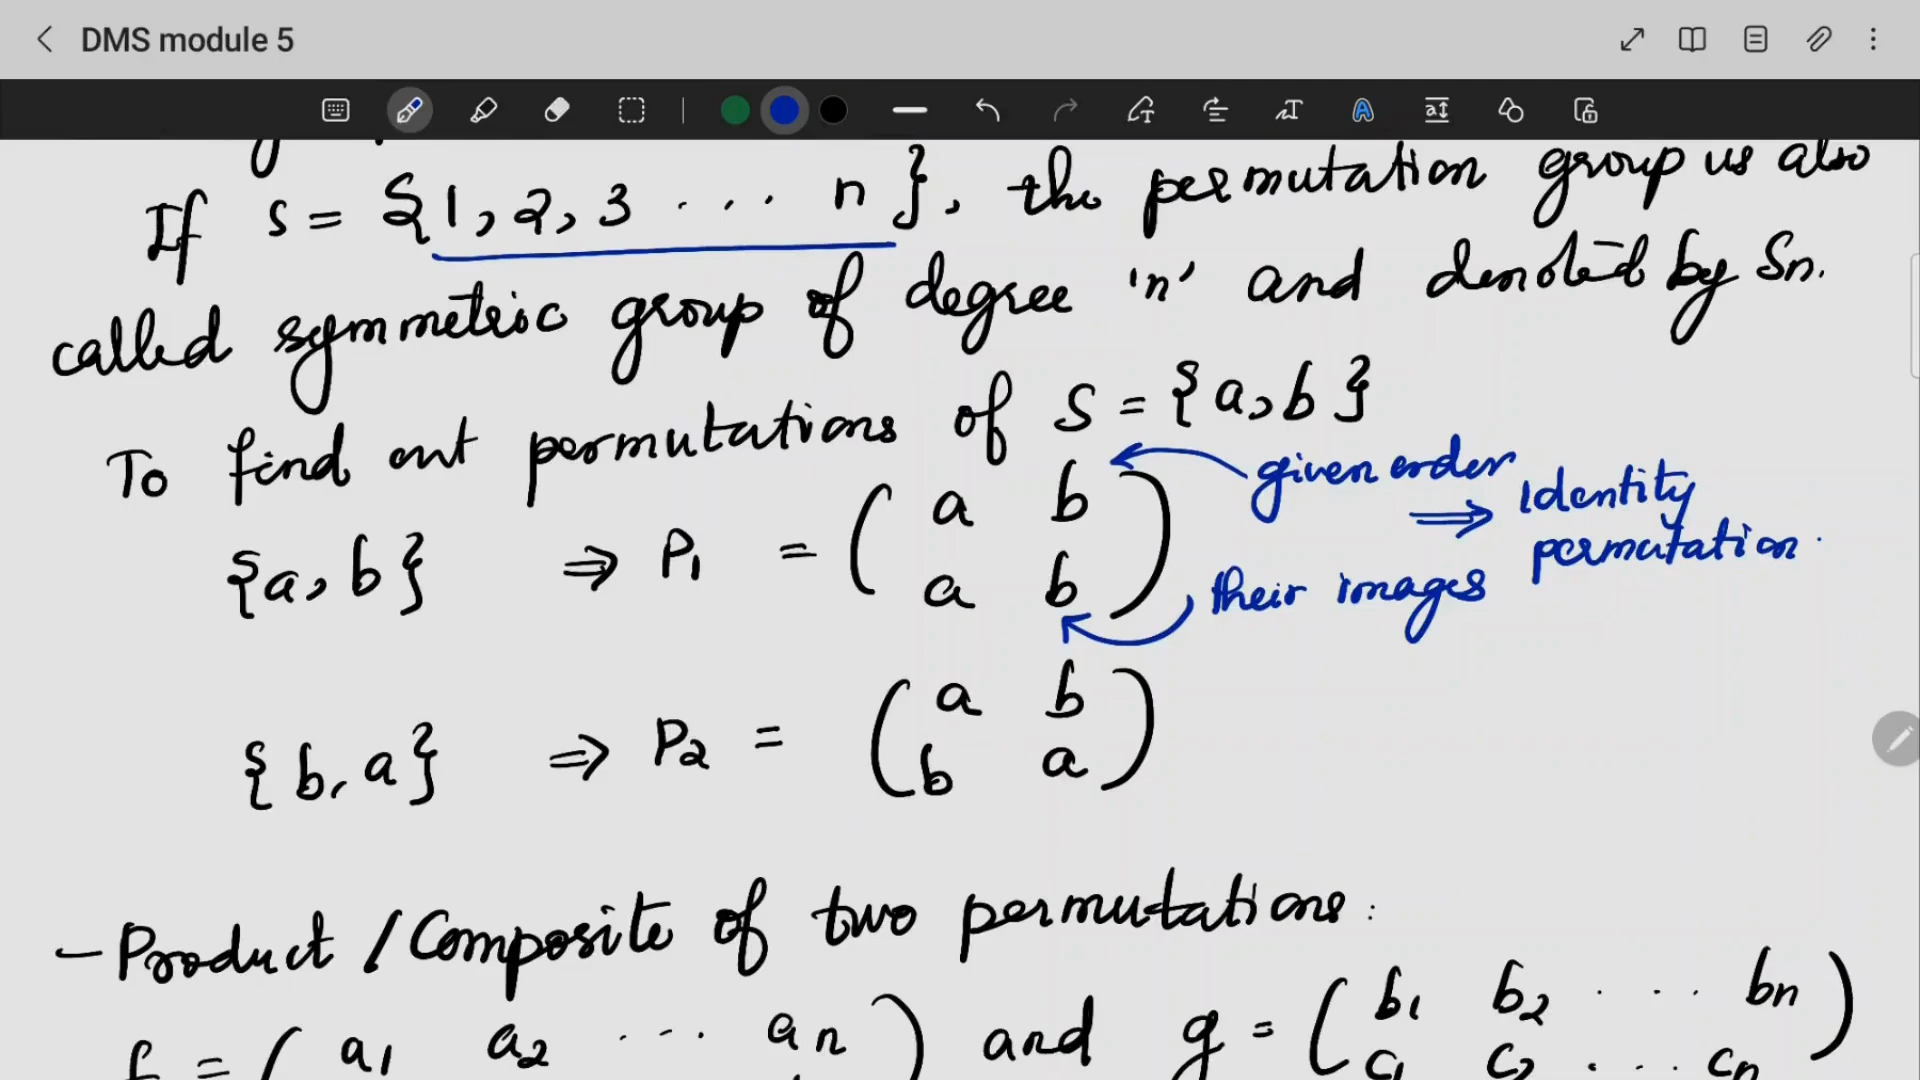 DMS module 5
If S = {1, 2, 3 . . . . n}, the permutation group is also
called symmetric group of degree 'n' and denoted by Sn.
To find out permutations of S = {a, b}
given order
{a, b} ⇒ P1 = ( a b
a b )
⇒ Identity
permutation.
their images
{b, a} ⇒ P2 = ( a b
b a )
- Product / Composite of two permutations :
f = ( a1 a2 . . . . an ) and g = ( b1 b2 . . . . bn
c1 c2 . . . . cn )